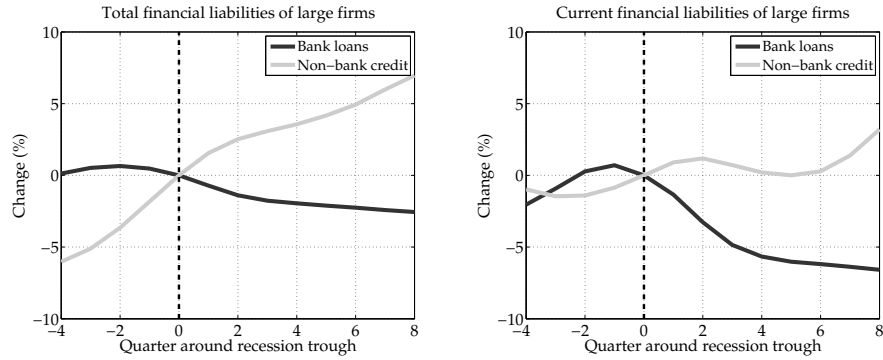 Total financial liabilities of large firms
10
5
0
−5
−10
−4
−2
0
2
4
6
8
Change (%)
Quarter around recession trough
Bank loans
Non−bank credit
Current financial liabilities of large firms
10
5
0
−5
−10
−4
−2
0
2
4
6
8
Change (%)
Quarter around recession trough
Bank loans
Non−bank credit